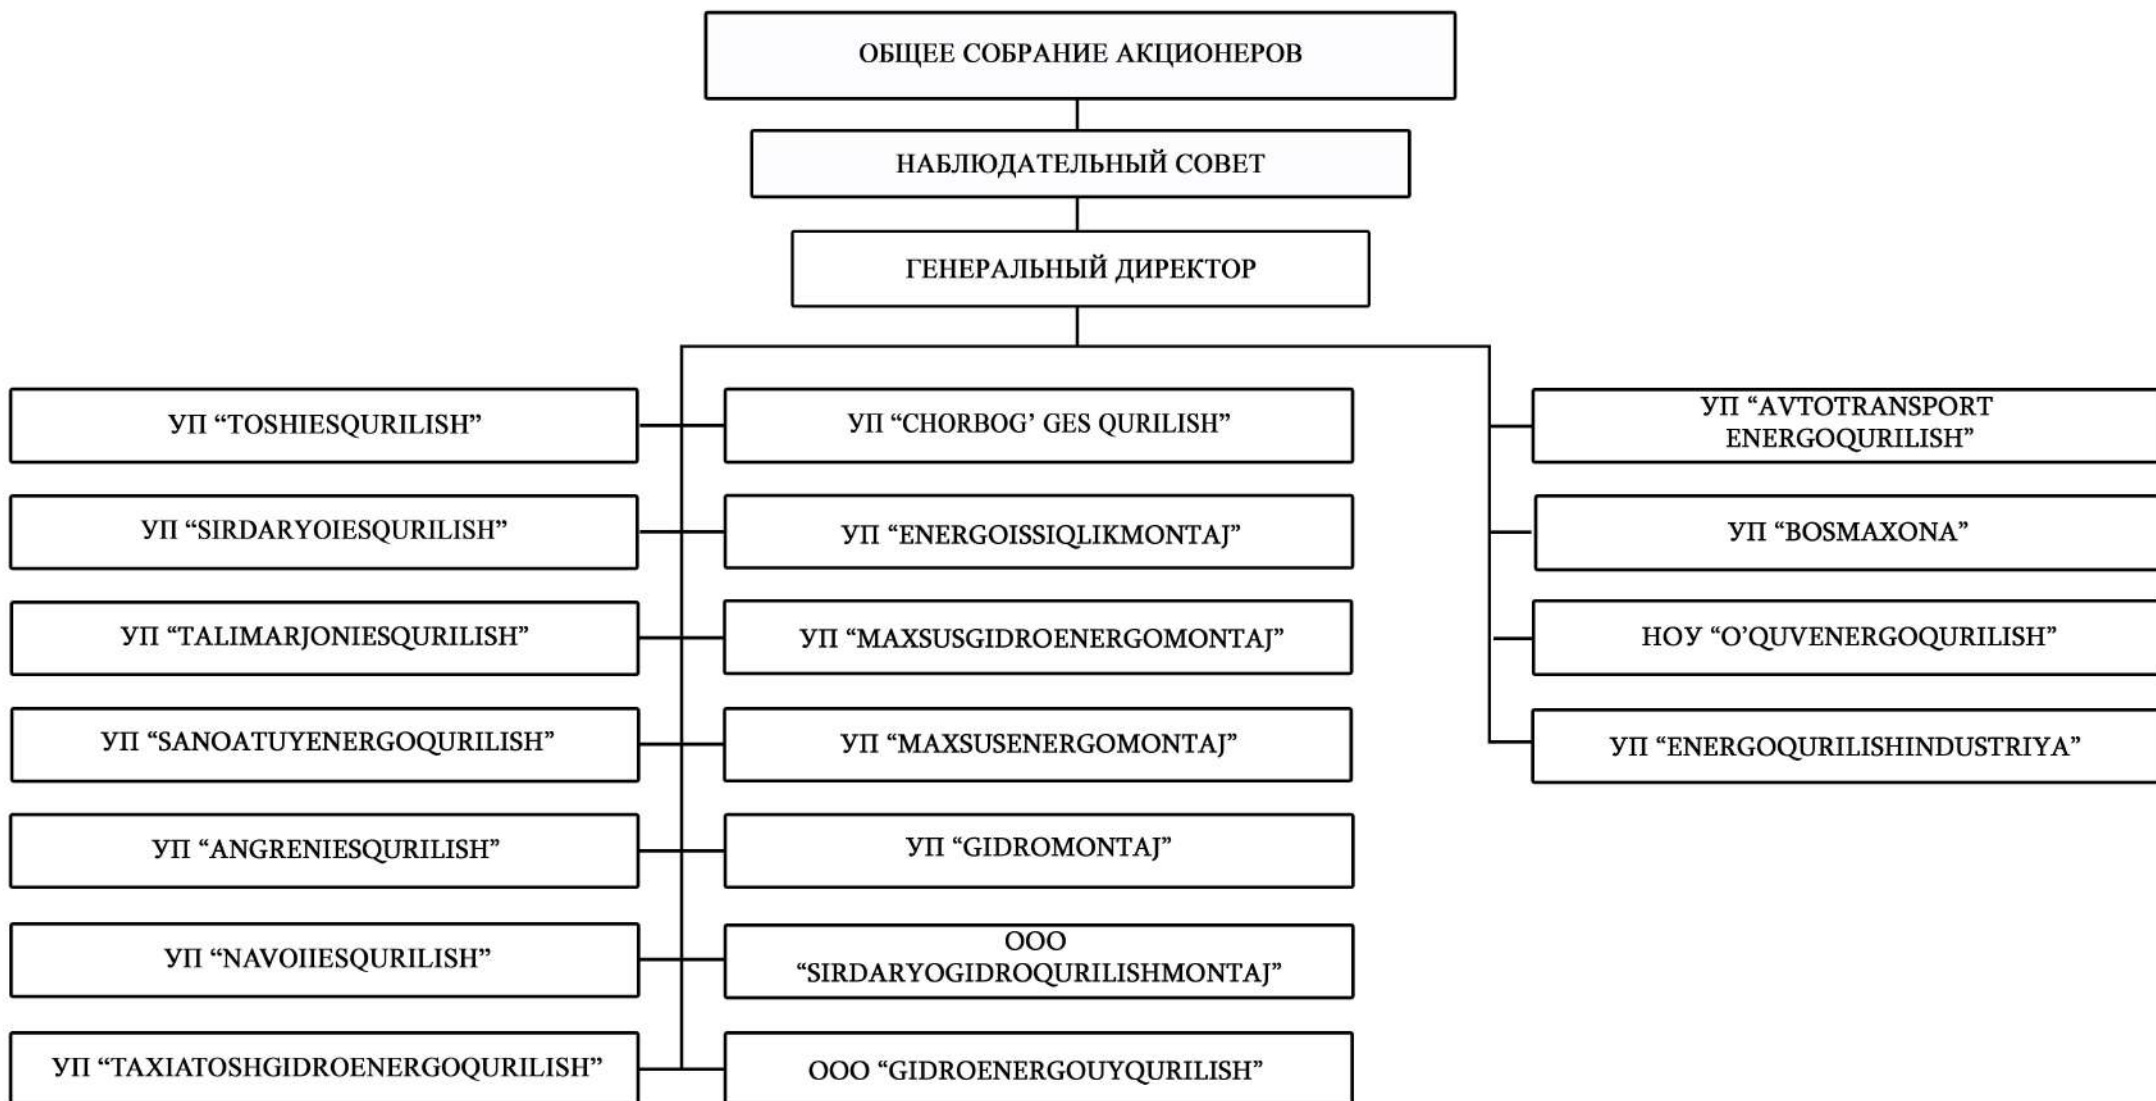 ОБЩЕЕ СОБРАНИЕ АКЦИОНЕРОВ
НАБЛЮДАТЕЛЬНЫЙ СОВЕТ
ГЕНЕРАЛЬНЫЙ ДИРЕКТОР
УП “TOSHIESQURILISH”
УП “SIRDARYOIESQURILISH”
УП “TALIMARJONIESQURILISH”
УП “SANOATUYENERGOQURILISH”
УП “ANGRENIESQURILISH”
УП “NAVOIIESQURILISH”
УП “TAXIATOSHGIDROENERGOQURILISH”
УП “CHORBOG’ GES QURILISH”
УП “ENERGOISSIQLIKMONTAJ”
УП “MAXSUSGIDROENERGOMONTAJ”
УП “MAXSUSENERGOMONTAJ”
УП “GIDROMONTAJ”
ООО
“SIRDARYOGIDROQURILISHMONTAJ”
ООО “GIDROENERGOUYQURILISH”
УП “AVTOTRANSPORT
ENERGOQURILISH”
УП “BOSMAXONA”
НОУ “O’QUVENERGOQURILISH”
УП “ENERGOQURILISHINDUSTRIYA”